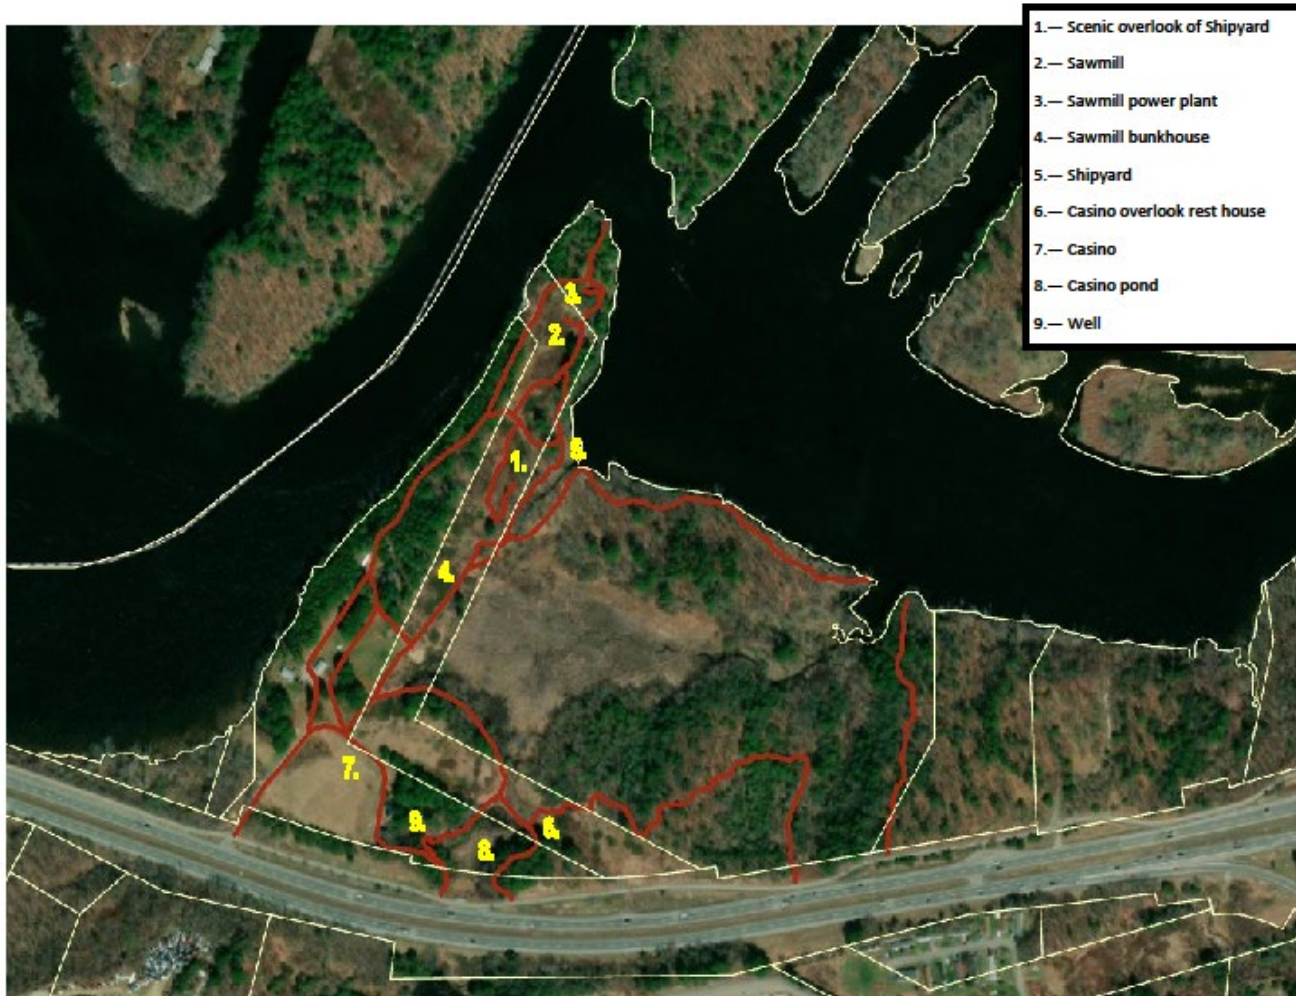 1.— Scenic overlook of Shipyard
2.— Sawmill
3.— Sawmill power plant
4.— Sawmill bunkhouse
5.— Shipyard
6.— Casino overlook rest house
7.— Casino
8.— Casino pond
9.— Well
3.
2.
5.
1.
4.
7.
9.
6.
8.